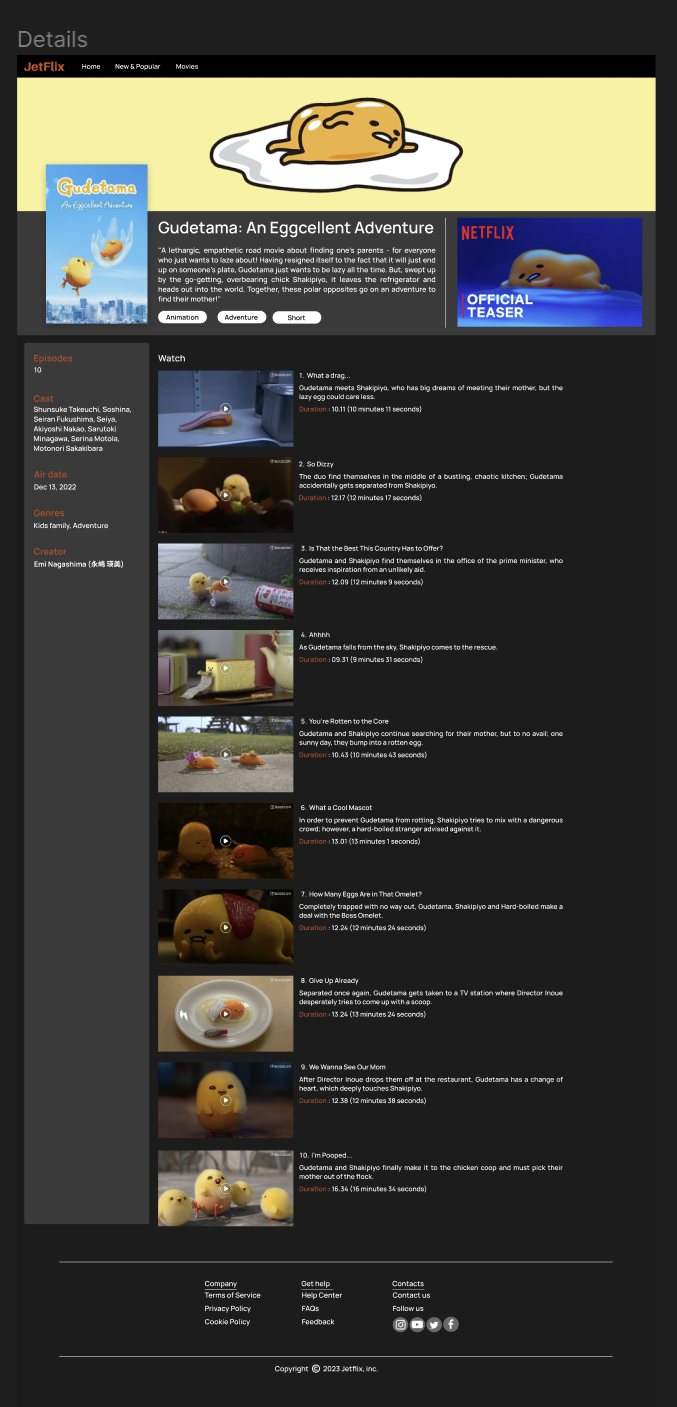 Details
JetFlix
Home
New & Popular
Movies
Gudetama
An Eggcellent Adventure
Gudetama: An Eggcellent Adventure
"A lethargic, empathetic road movie about finding one's parents - for everyone
who just wants to laze about! Having resigned itself to the fact that it will just end
up on someone's plate, Gudetama just wants to be lazy all the time. But, swept up
by the go-getting, overbearing chick Shakipiyo, it leaves the refrigerator and
heads out into the world. Together, these polar opposites go on an adventure to
find their mother!"
Animation
Adventure
Short
NETFLIX
OFFICIAL
TEASER
Episodes
10
Cast
Shunsuke Takeuchi, Soshina,
Seiran Fukushima, Seiya,
Akiyoshi Nakao, Sarutoki
Minagawa, Serina Motola,
Motonori Sakakibara
Air date
Dec 13, 2022
Genres
Kids family, Adventure
Creator
Emi Nagashima (永嶋 瑛美)
Watch
1. What a drag...
Gudetama meets Shakipiyo, who has big dreams of meeting their mother, but the
lazy egg could care less.
Duration : 10.11 (10 minutes 11 seconds)
2. So Dizzy
The duo find themselves in the middle of a bustling, chaotic kitchen; Gudetama
accidentally gets separated from Shakipiyo.
Duration : 12.17 (12 minutes 17 seconds)
3. Is That the Best This Country Has to Offer?
Gudetama and Shakipiyo find themselves in the office of the prime minister, who
receives inspiration from an unlikely aid.
Duration : 12.09 (12 minutes 9 seconds)
4. Ahhhh
As Gudetama falls from the sky, Shakipiyo comes to the rescue.
Duration : 09.31 (9 minutes 31 seconds)
5. You're Rotten to the Core
Gudetama and Shakipiyo continue searching for their mother, but to no avail; one
sunny day, they bump into a rotten egg.
Duration : 10.43 (10 minutes 43 seconds)
6. What a Cool Mascot
In order to prevent Gudetama from rotting, Shakipiyo tries to mix with a dangerous
crowd; however, a hard-boiled stranger advised against it.
Duration : 13.01 (13 minutes 1 seconds)
7. How Many Eggs Are in That Omelet?
Completely trapped with no way out, Gudetama, Shakipiyo and Hard-boiled make a
deal with the Boss Omelet.
Duration : 12.24 (12 minutes 24 seconds)
8. Give Up Already
Separated once again, Gudetama gets taken to a TV station where Director Inoue
desperately tries to come up with a scoop.
Duration : 13.24 (13 minutes 24 seconds)
9. We Wanna See Our Mom
After Director Inoue drops them off at the restaurant, Gudetama has a change of
heart, which deeply touches Shakipiyo.
Duration : 12.38 (12 minutes 38 seconds)
10. I'm Pooped...
Gudetama and Shakipiyo finally make it to the chicken coop and must pick their
mother out of the flock.
Duration : 16.34 (16 minutes 34 seconds)
Company
Terms of Service
Privacy Policy
Cookie Policy
Get help
Help Center
FAQs
Feedback
Contacts
Contact us
Follow us
Copyright © 2023 Jetflix, inc.